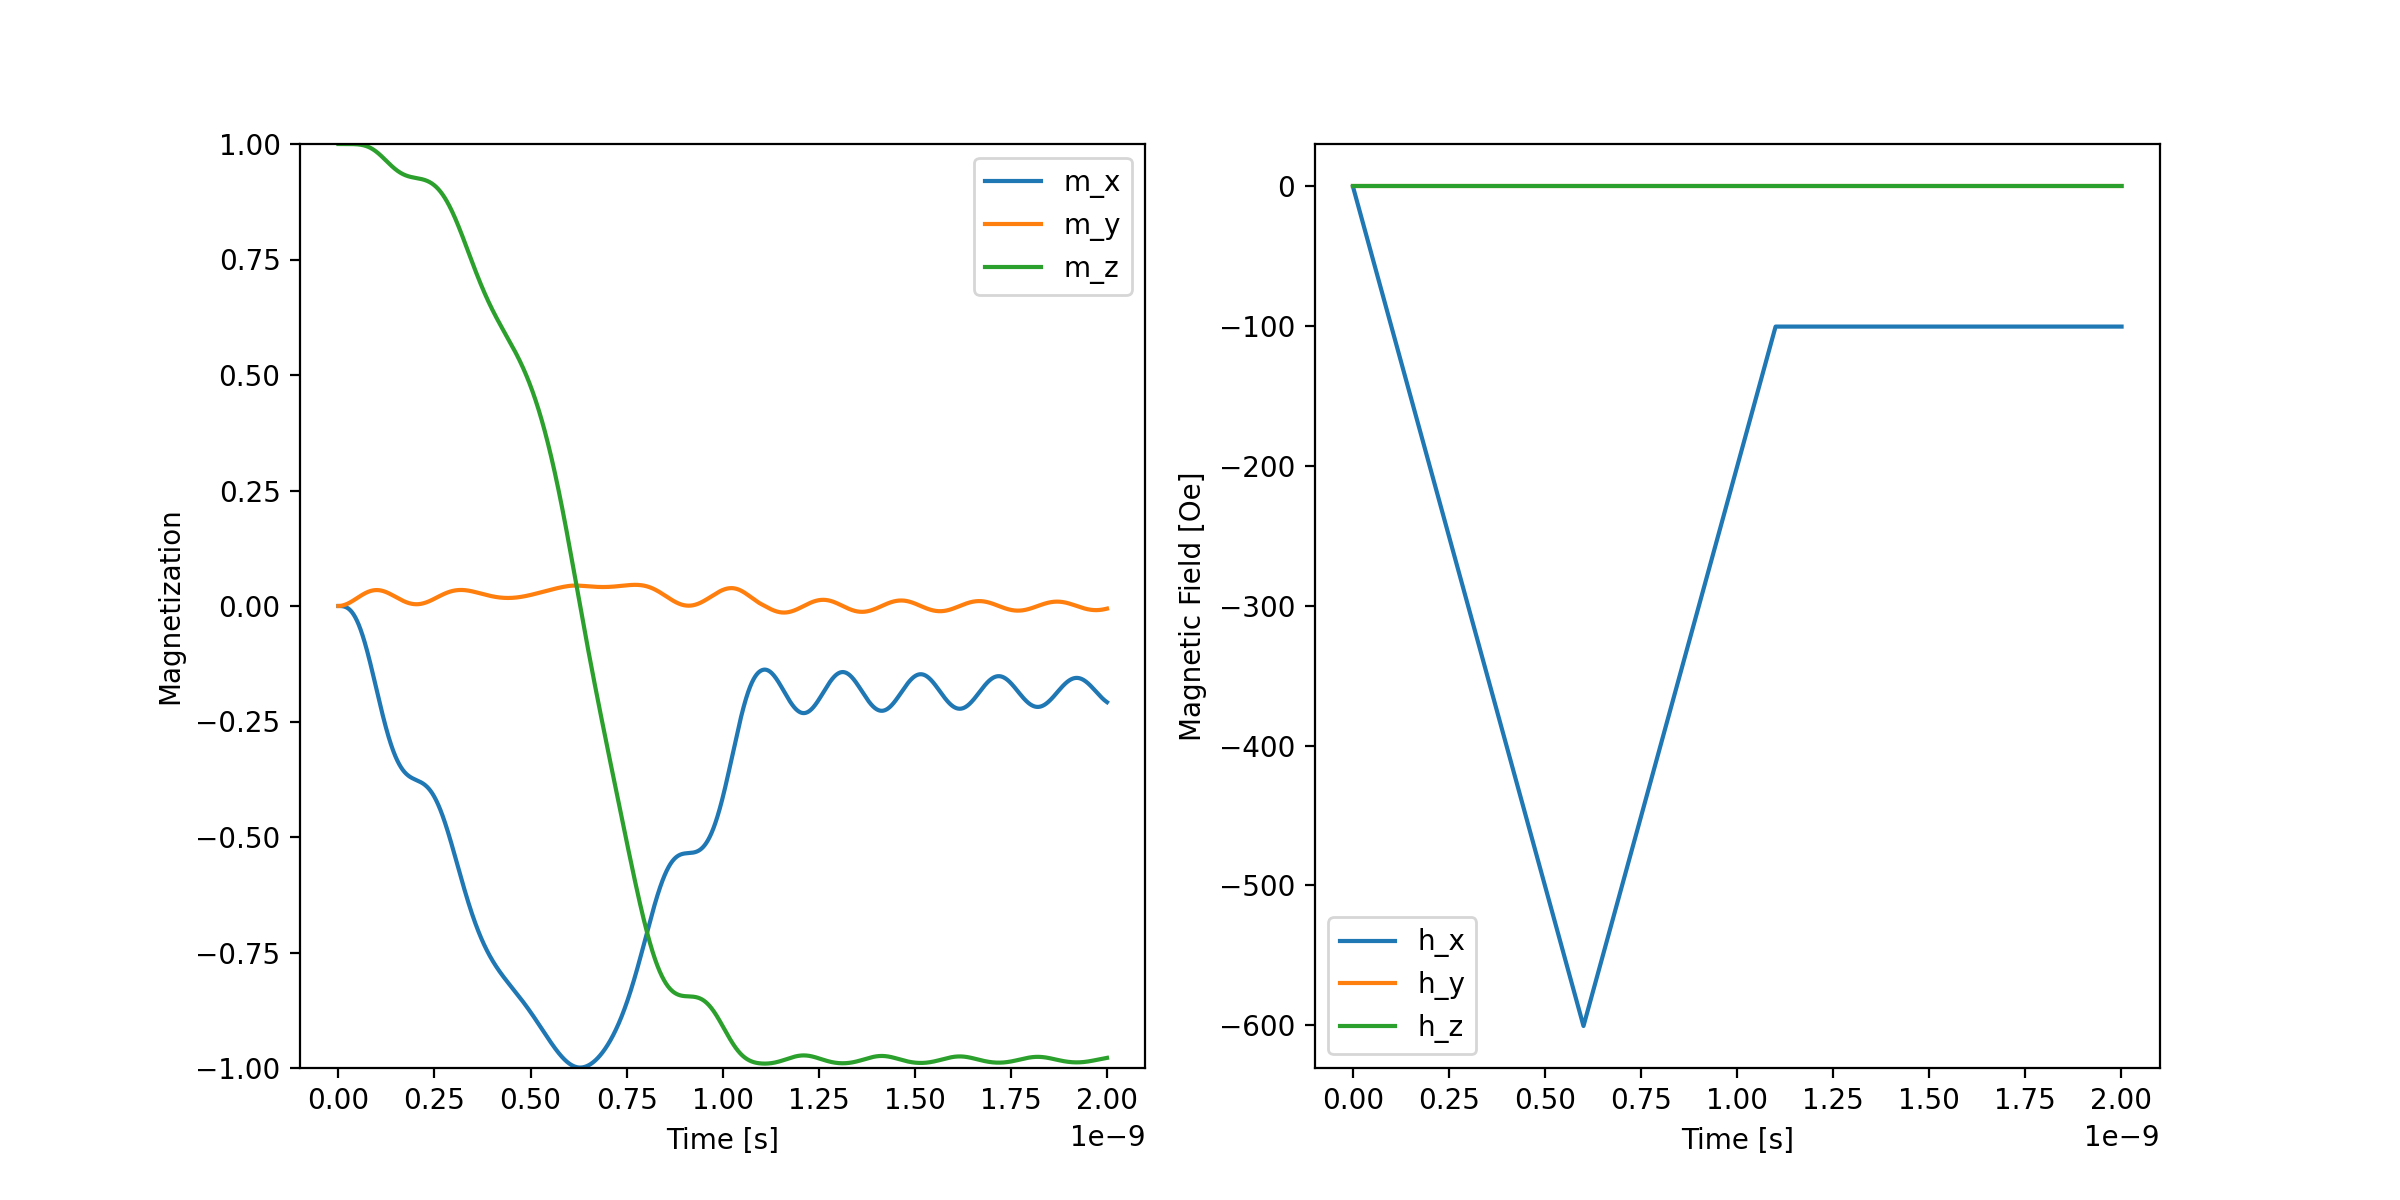 1.00
0.75
0.50
0.25
0.00
−0.25
−0.50
−0.75
−1.00
Magnetization
0.00 0.25 0.50 0.75 1.00 1.25 1.50 1.75 2.00
Time [s]
1e−9
m_x
m_y
m_z
0
−100
−200
−300
−400
−500
−600
Magnetic Field [Oe]
h_x
h_y
h_z
0.00 0.25 0.50 0.75 1.00 1.25 1.50 1.75 2.00
Time [s]
1e−9